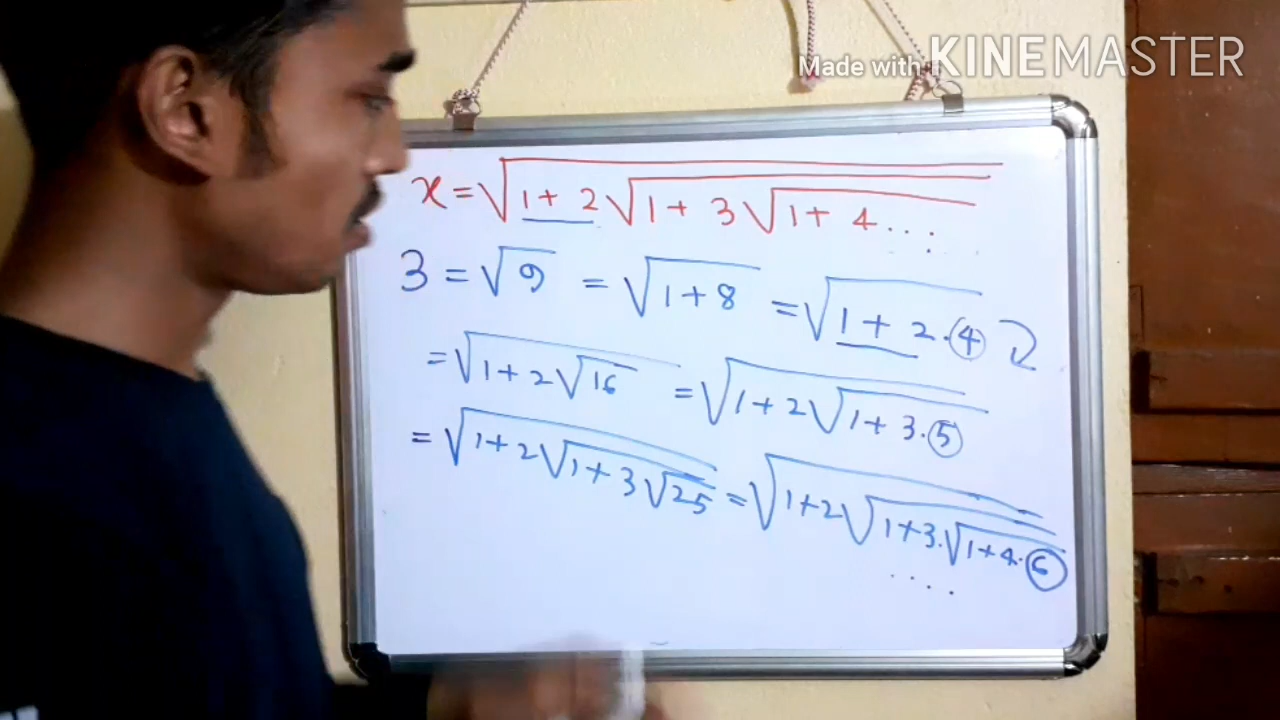 Made with KINEMASTER
x = √(1 + 2√(1 + 3√(1 + 4...
3 = √9 = √(1 + 8) = √(1 + 2.④)
= √(1 + 2√16) = √(1 + 2√(1 + 3.⑤))
= √(1 + 2√(1 + 3√25)) = √(1 + 2√(1 + 3.√(1 + 4.⑥)))
....